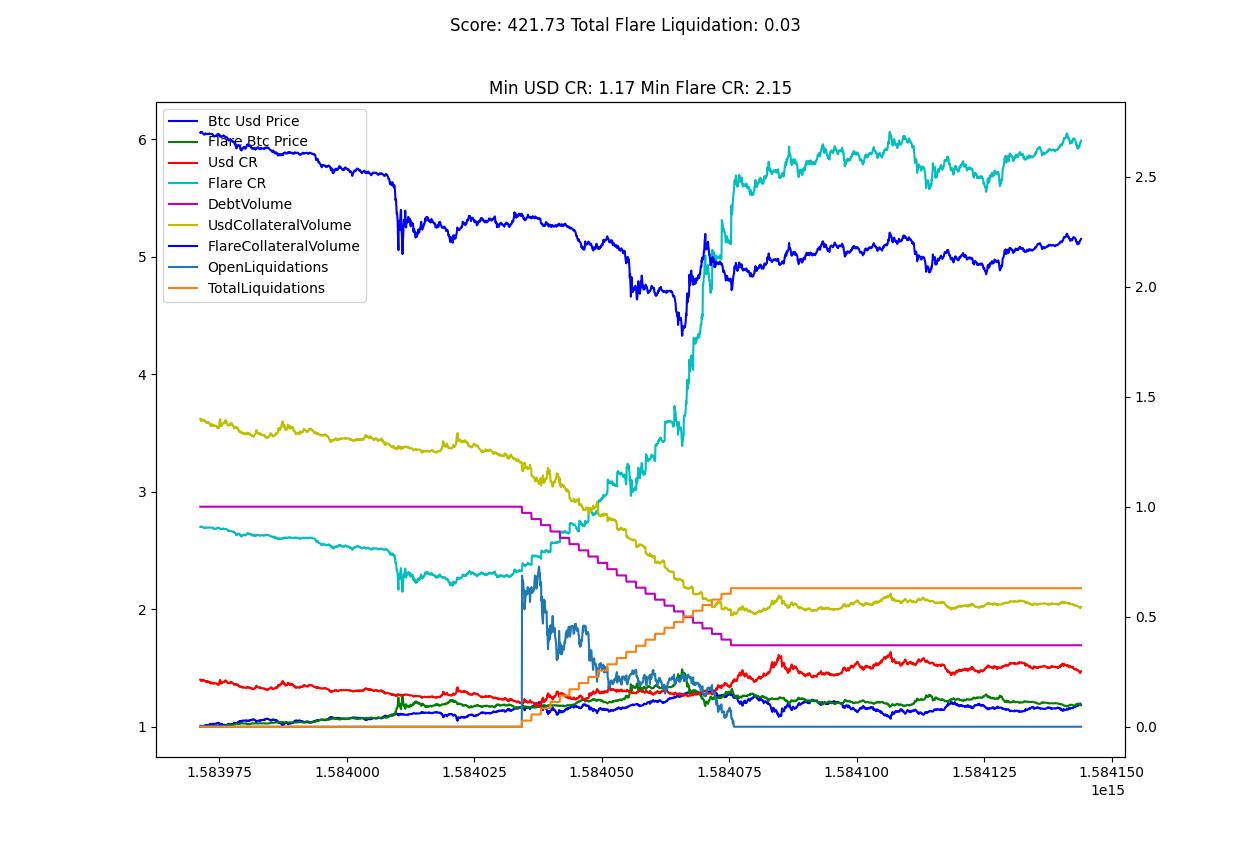 Score: 421.73 Total Flare Liquidation: 0.03
Min USD CR: 1.17 Min Flare CR: 2.15
Btc Usd Price
Flare Btc Price
Usd CR
Flare CR
DebtVolume
UsdCollateralVolume
FlareCollateralVolume
OpenLiquidations
TotalLiquidations
6
5
4
3
2
1
2.5
2.0
1.5
1.0
0.5
0.0
1.583975 1.584000 1.584025 1.584050 1.584075 1.584100 1.584125 1.584150
1e15